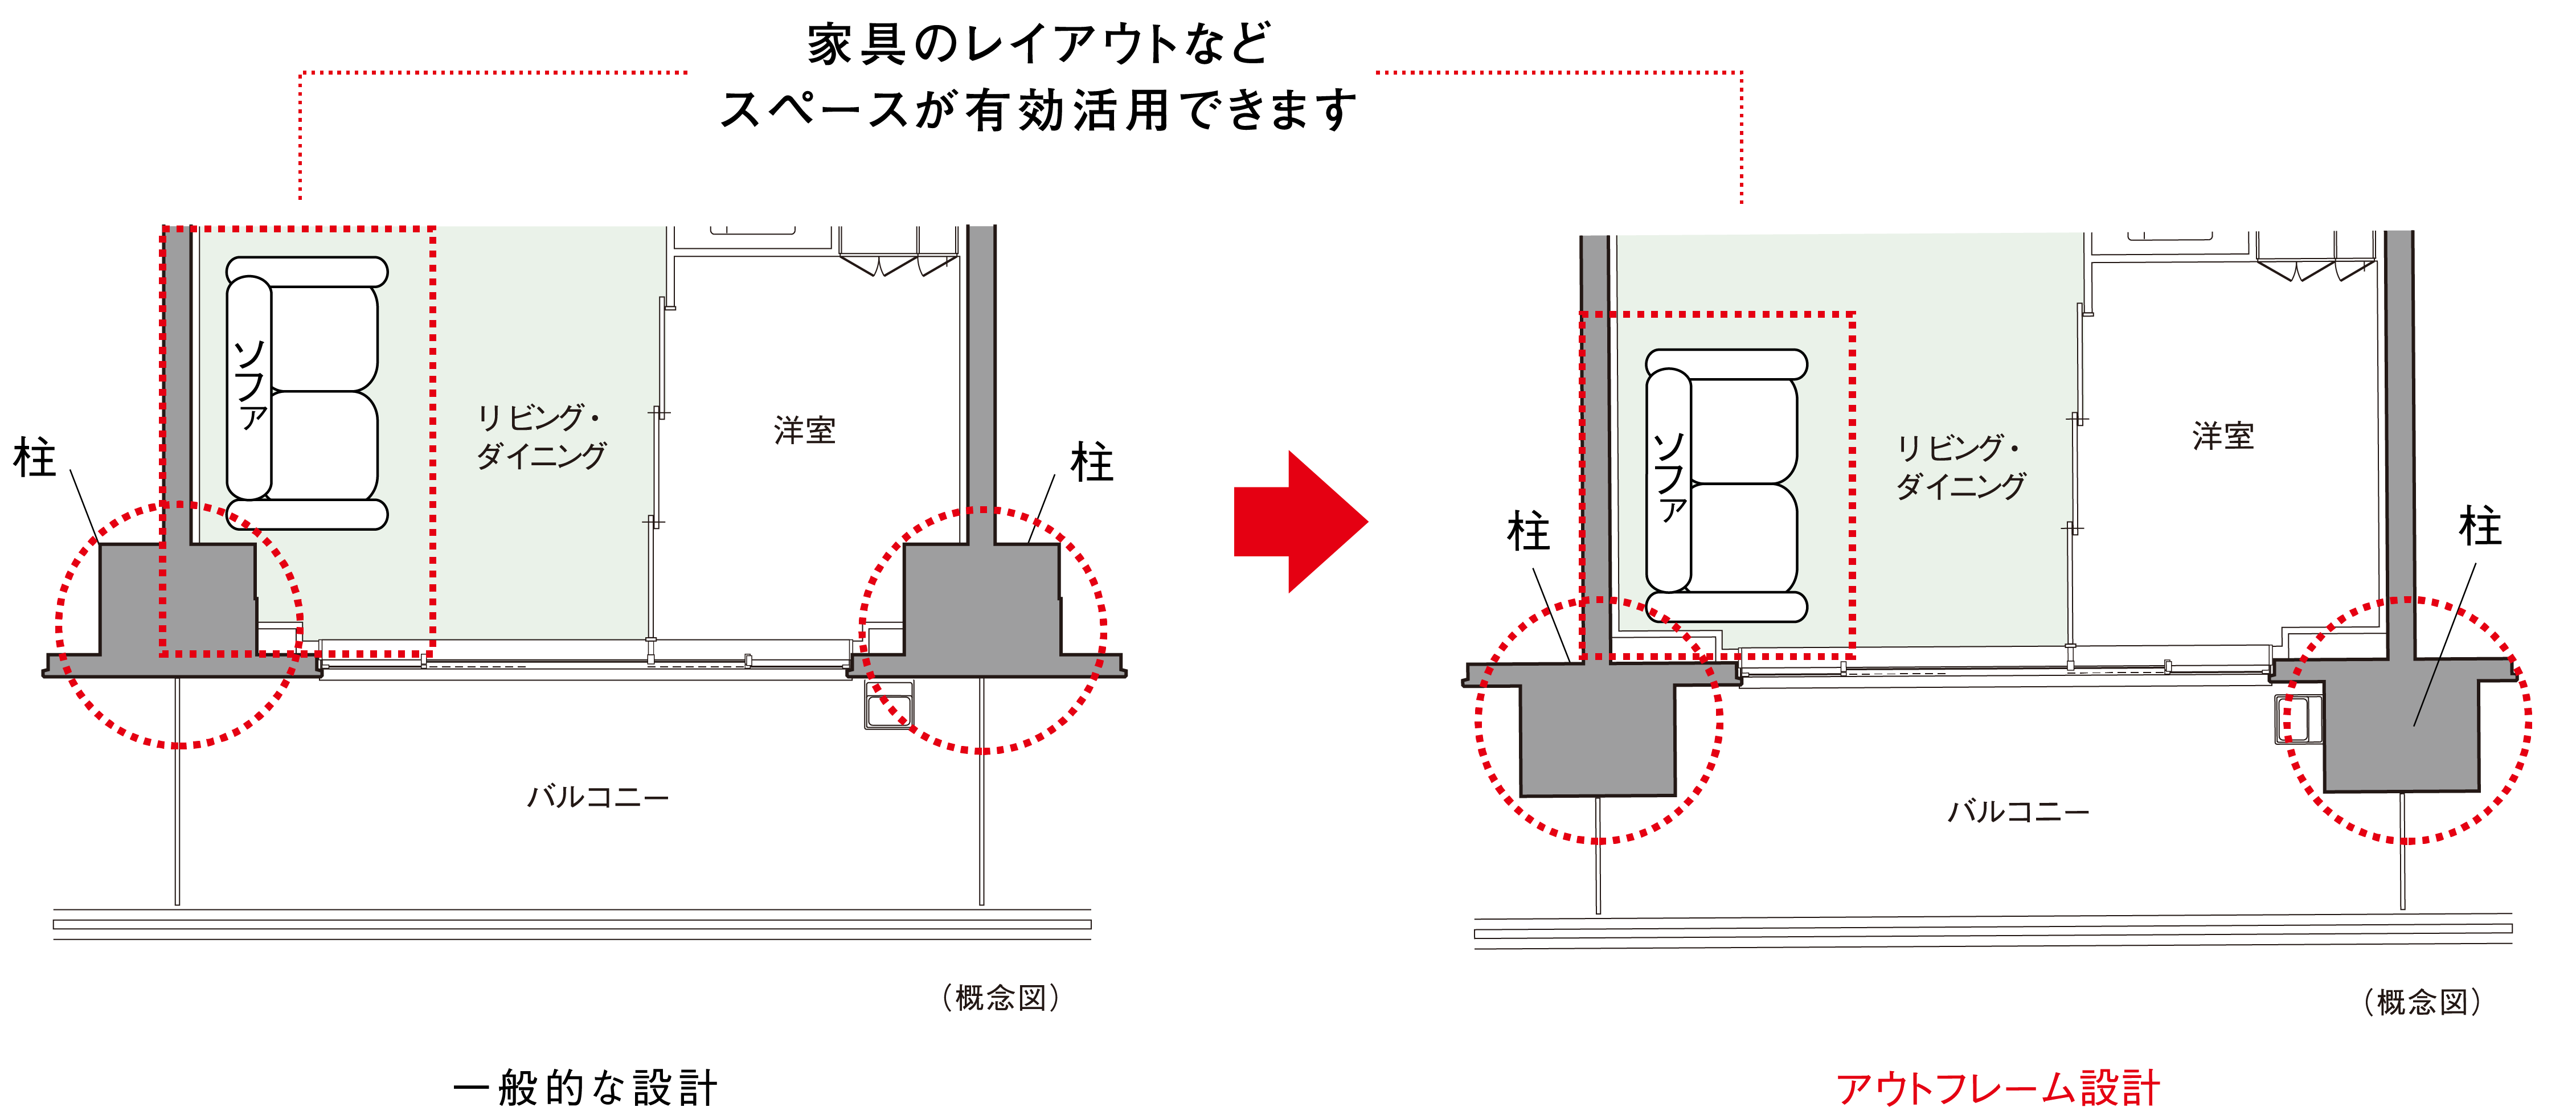 家具のレイアウトなど
スペースが有効活用できます
ソファ
リビング・
ダイニング
洋室
柱
柱
バルコニー
（概念図）
一般的な設計
ソファ
リビング・
ダイニング
洋室
柱
柱
バルコニー
（概念図）
アウトフレーム設計